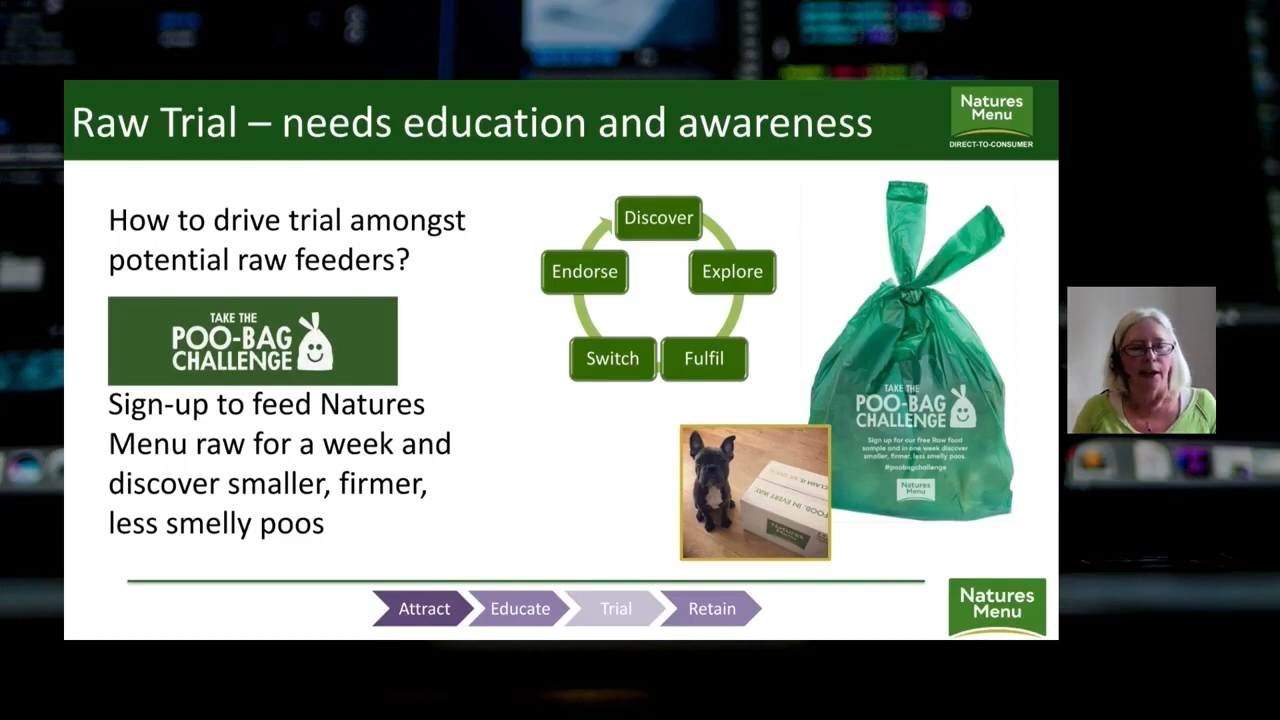 Raw Trial – needs education and awareness
Natures
Menu
DIRECT-TO-CONSUMER
How to drive trial amongst
potential raw feeders?
TAKE THE
POO-BAG
CHALLENGE
Sign-up to feed Natures
Menu raw for a week and
discover smaller, firmer,
less smelly poos
Discover
Endorse
Explore
Switch
Fulfil
TAKE THE
POO-BAG
CHALLENGE
Sign up for our free Raw food
sample and in one week discover
smaller, firmer, less smelly poos.
#poobagchallenge
Natures
Menu
Natures
Menu
Attract
Educate
Trial
Retain
Natures
Menu